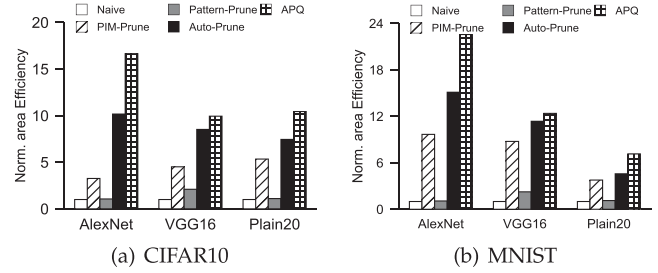 Naive Pattern-Prune APQ
PIM-Prune Auto-Prune
Norm. area Efficiency
20
15
10
5
0
AlexNet VGG16 Plain20
(a) CIFAR10
Naive Pattern-Prune APQ
PIM-Prune Auto-Prune
Norm. area Efficiency
24
18
12
6
0
AlexNet VGG16 Plain20
(b) MNIST